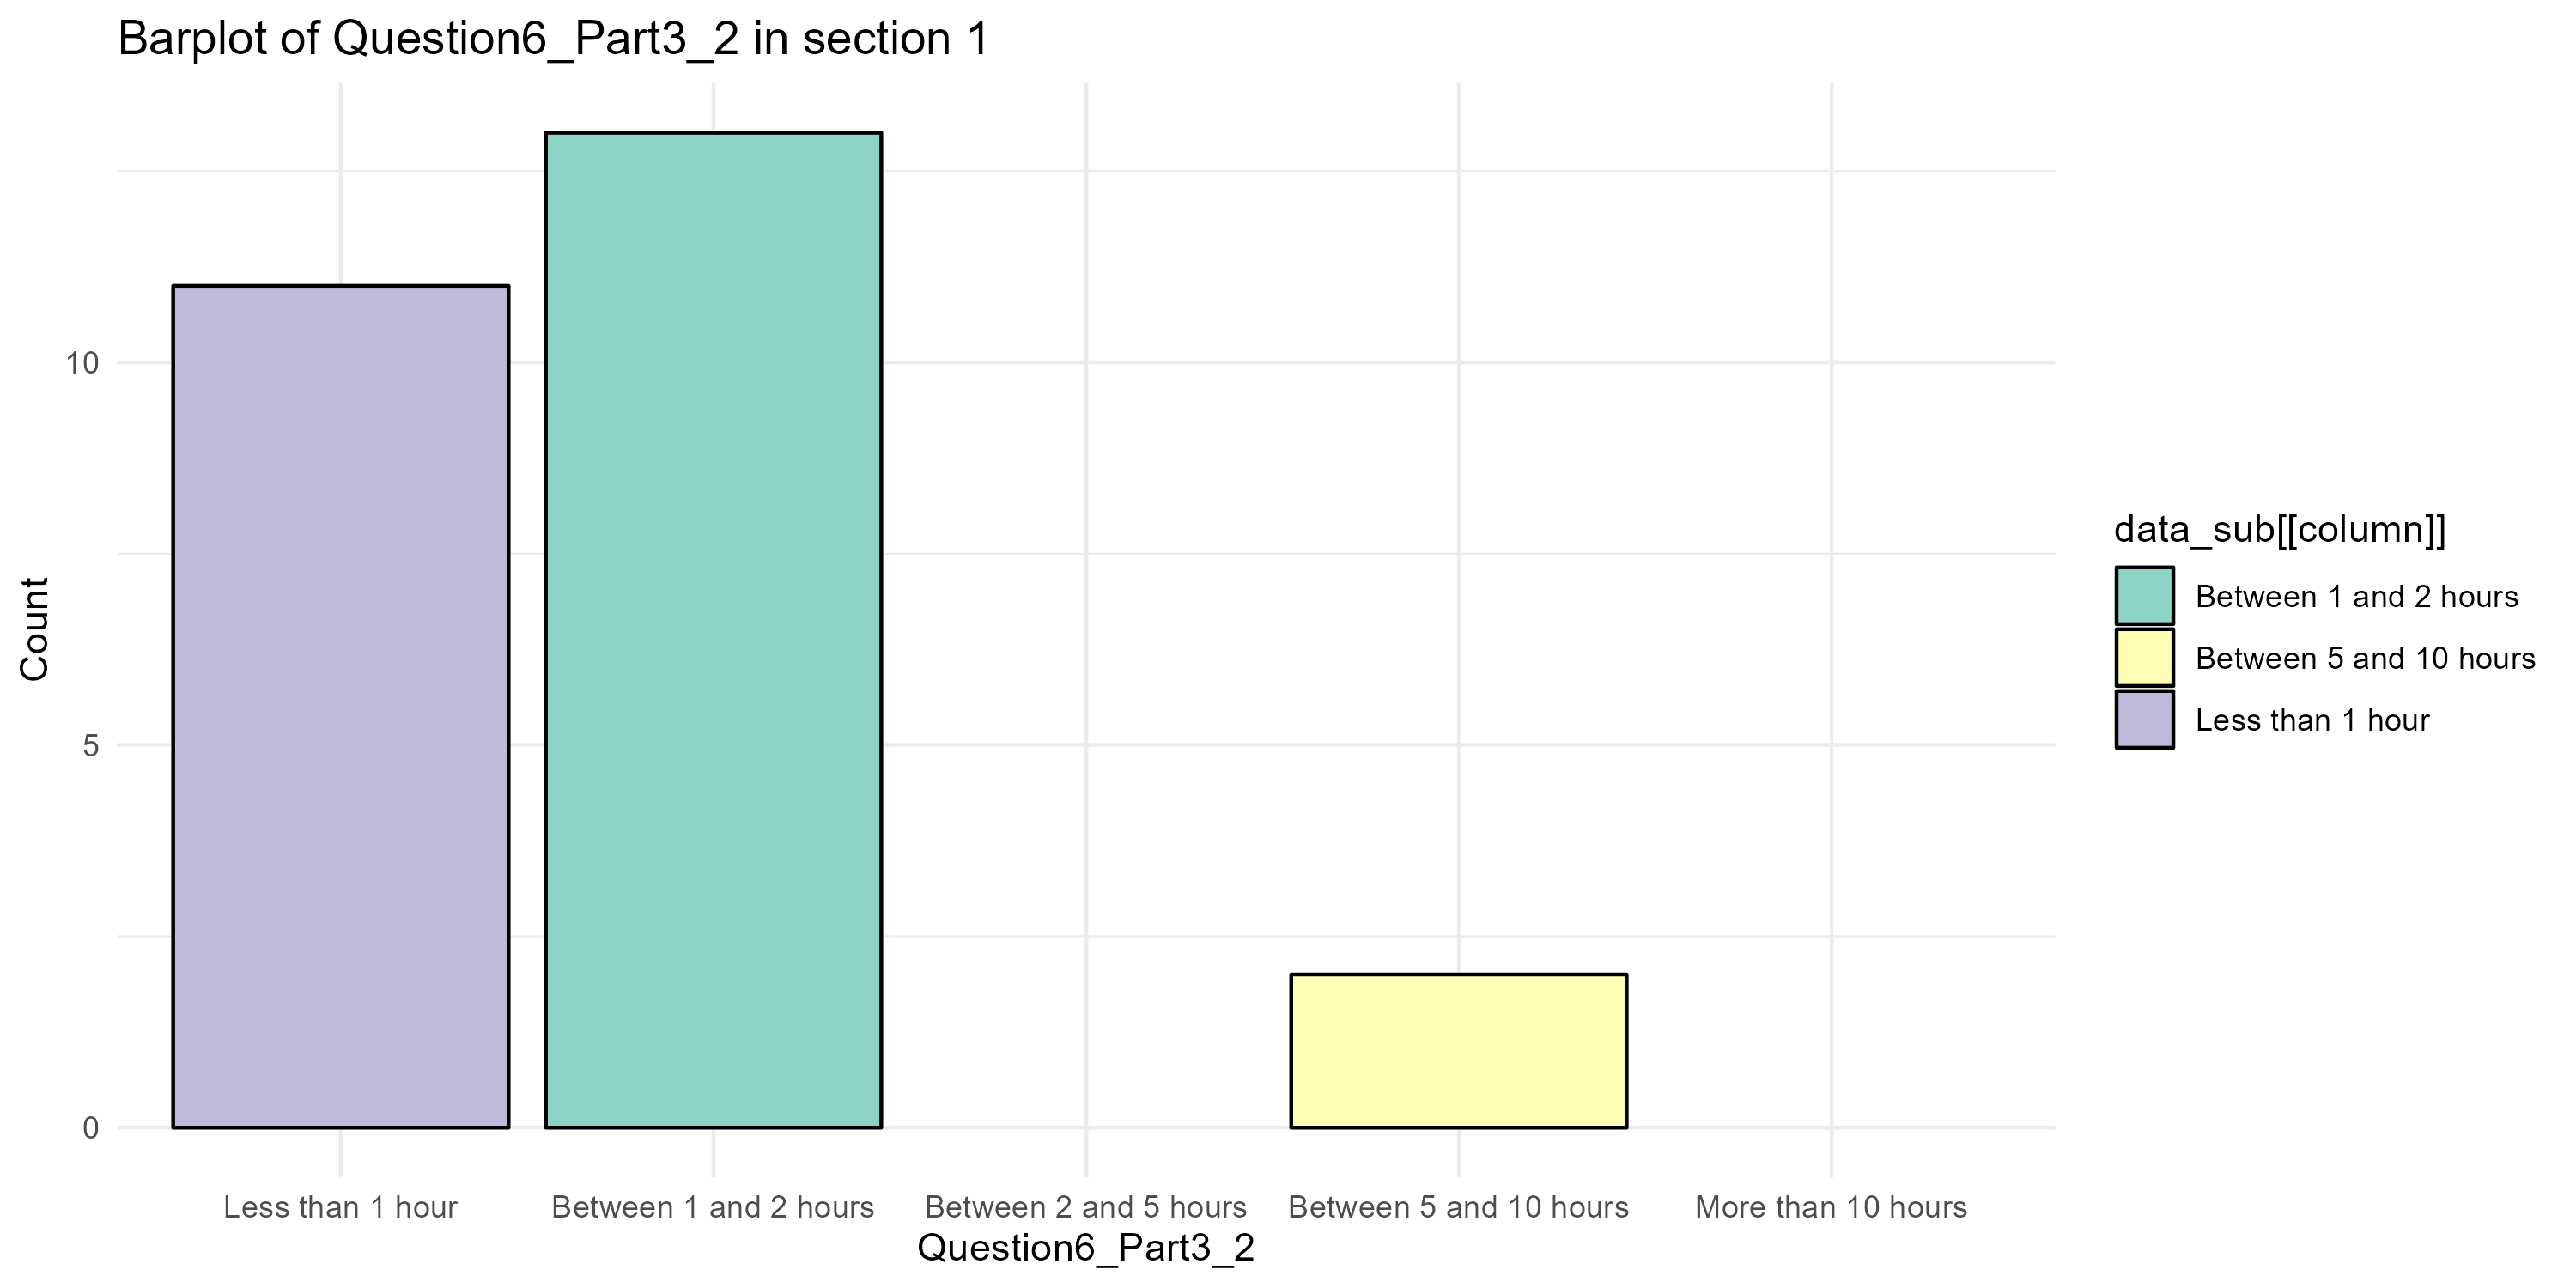 Barplot of Question6_Part3_2 in section 1
Count
10
5
0
Less than 1 hour
Between 1 and 2 hours
Between 2 and 5 hours
Between 5 and 10 hours
More than 10 hours
Question6_Part3_2
data_sub[[column]]
Between 1 and 2 hours
Between 5 and 10 hours
Less than 1 hour